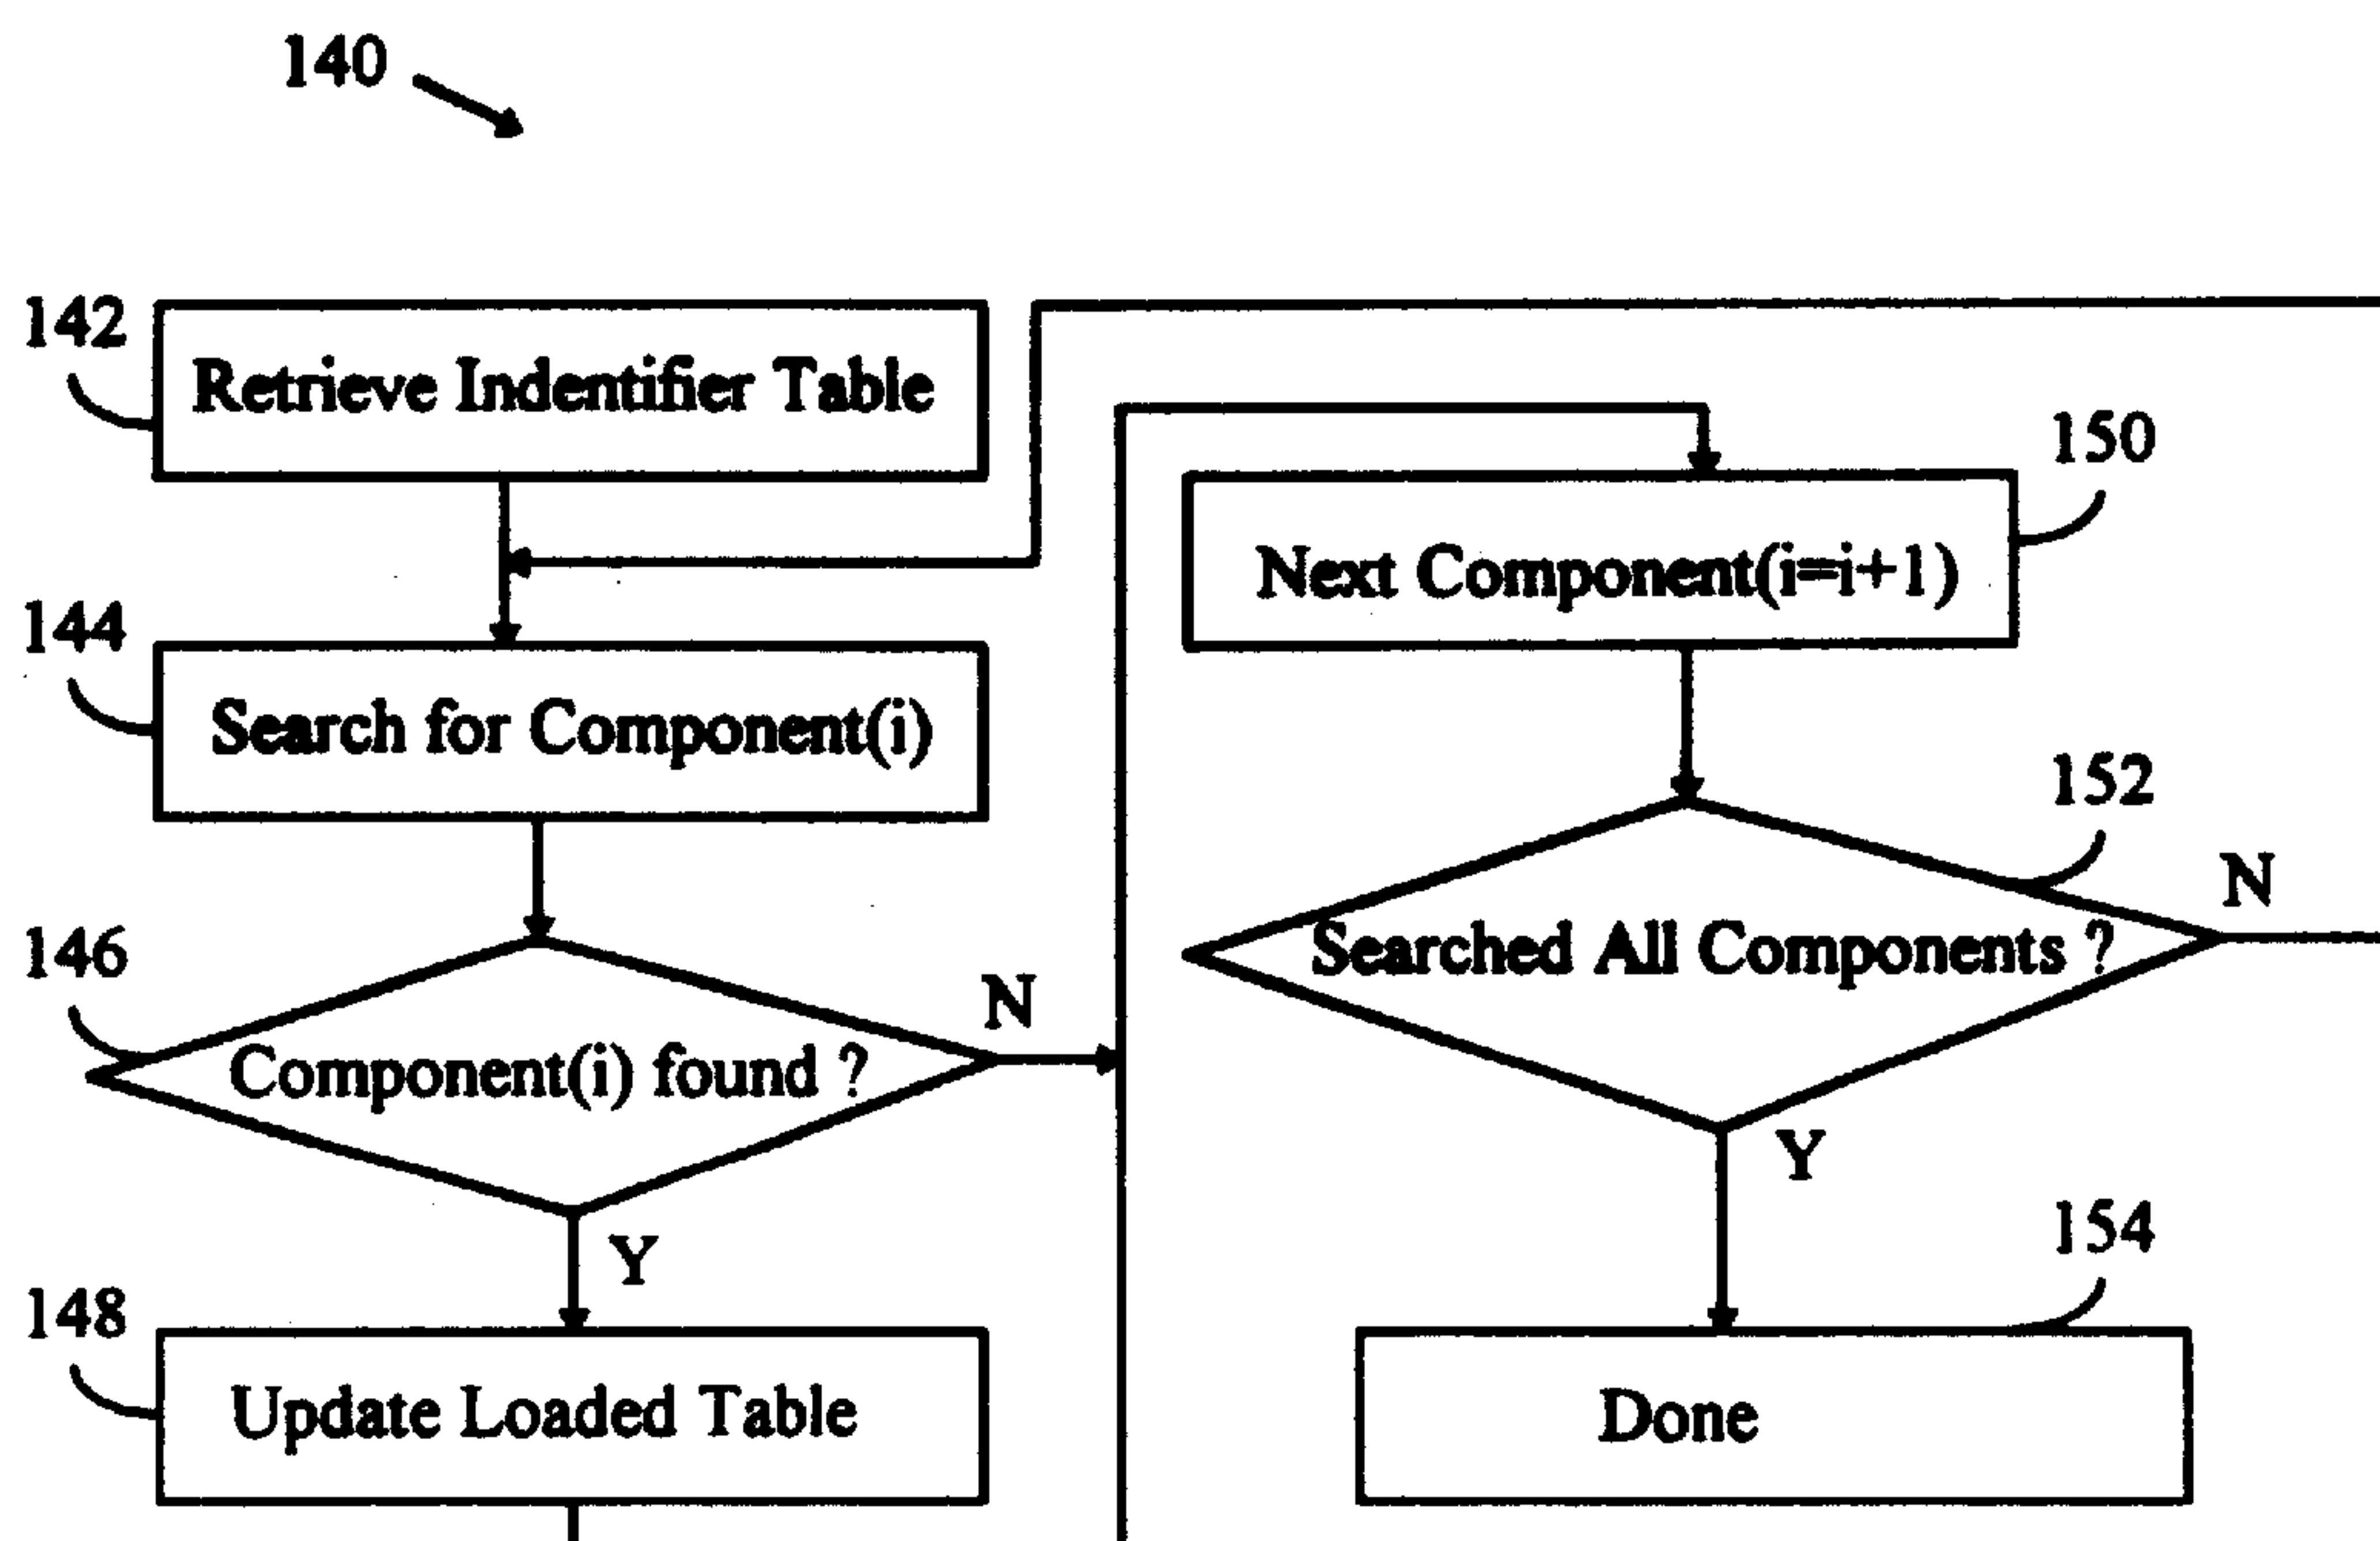 140
142
Retrieve Indentifier Table
144
Search for Component(i)
146
Component(i) found ?
N
Y
148
Update Loaded Table
150
Next Component(i=i+1)
152
Searched All Components ?
N
Y
154
Done